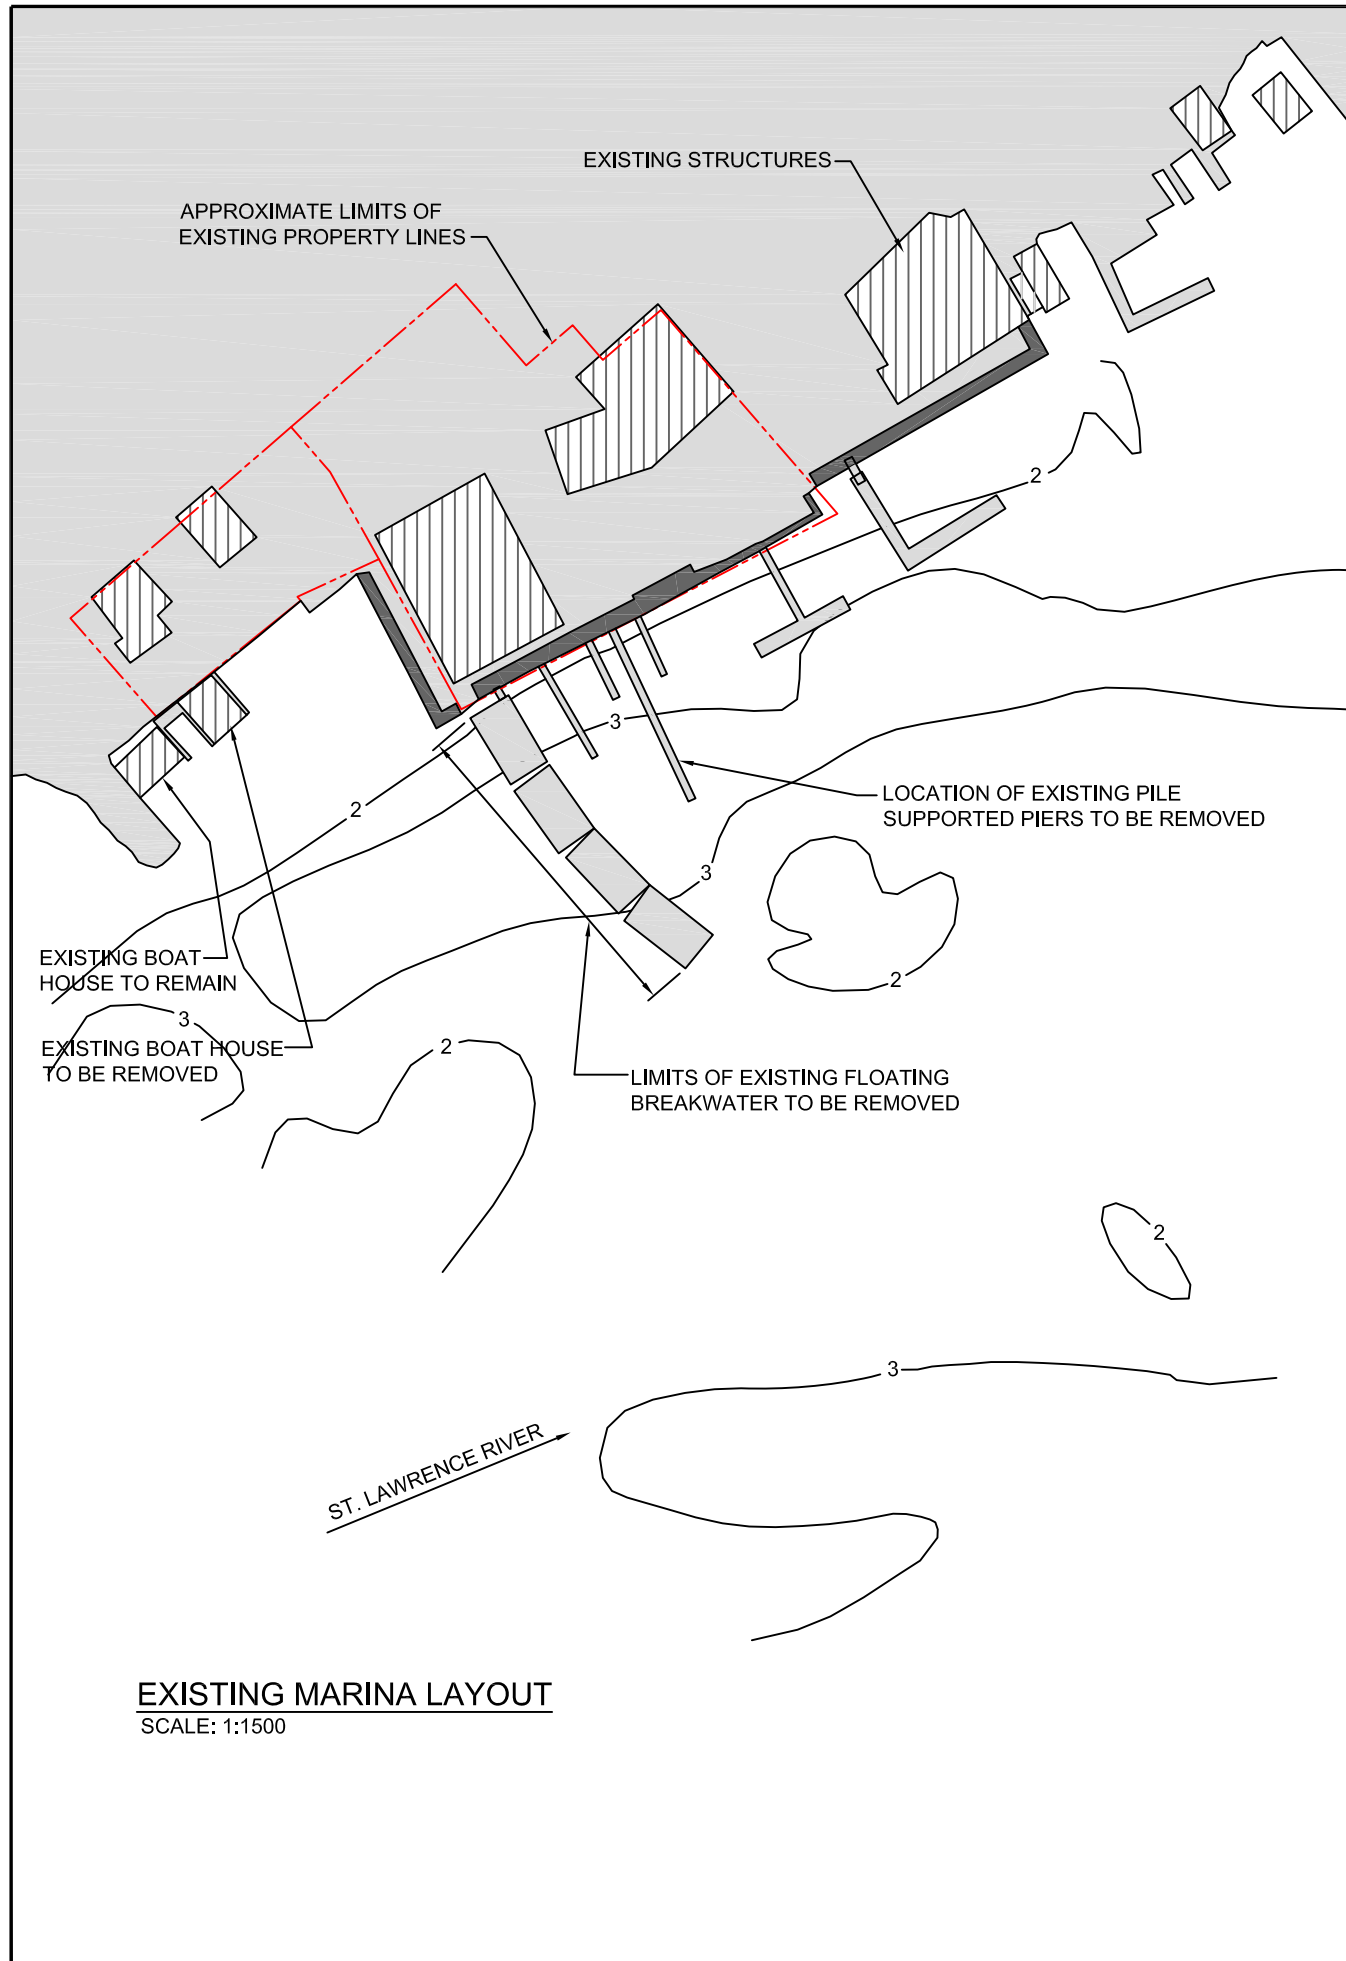 EXISTING STRUCTURES
APPROXIMATE LIMITS OF
EXISTING PROPERTY LINES
2
3
LOCATION OF EXISTING PILE
SUPPORTED PIERS TO BE REMOVED
2
3
EXISTING BOAT
HOUSE TO REMAIN
2
3
EXISTING BOAT HOUSE
TO BE REMOVED
2
LIMITS OF EXISTING FLOATING
BREAKWATER TO BE REMOVED
2
3
ST. LAWRENCE RIVER
EXISTING MARINA LAYOUT
SCALE: 1:1500